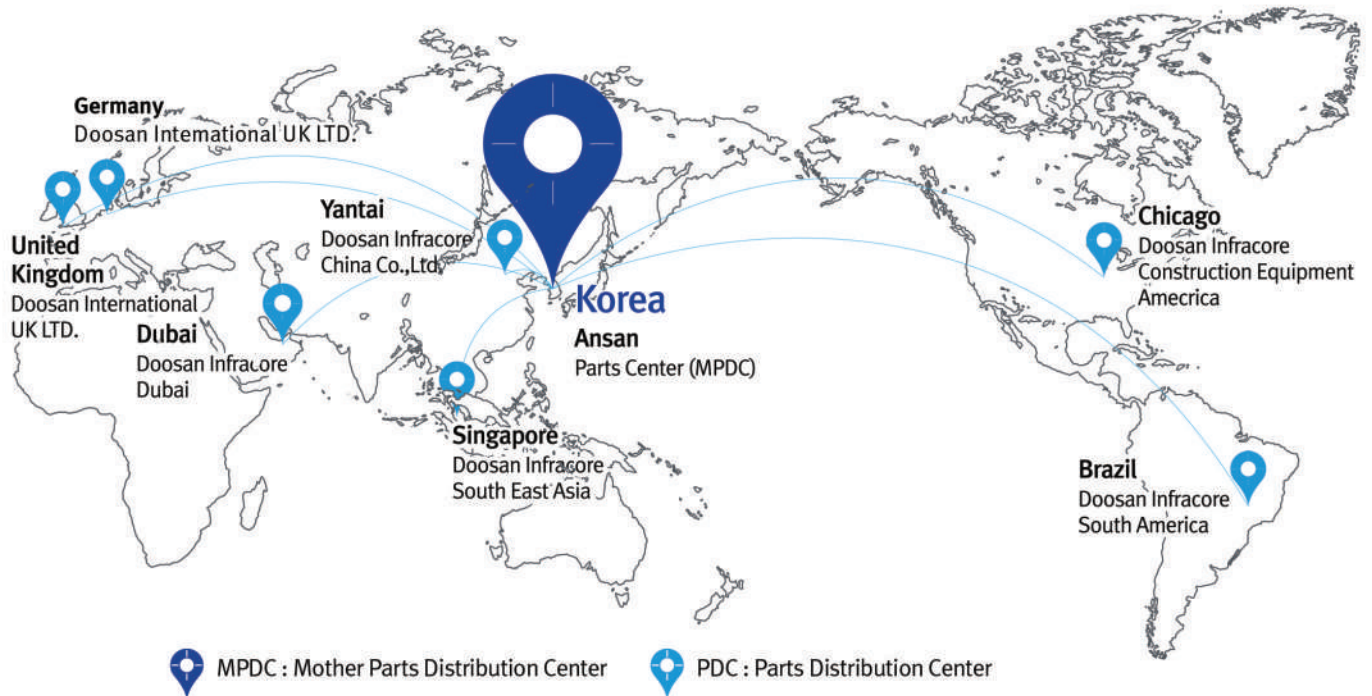 Germany
Doosan International UK LTD.
United
Kingdom
Doosan International
UK LTD.
Dubai
Doosan Infracore
Dubai
Yantai
Doosan Infracore
China Co.,Ltd.
Korea
Ansan
Parts Center (MPDC)
Singapore
Doosan Infracore
South East Asia
Chicago
Doosan Infracore
Construction Equipment
Amecrica
Brazil
Doosan Infracore
South America
MPDC : Mother Parts Distribution Center
PDC : Parts Distribution Center